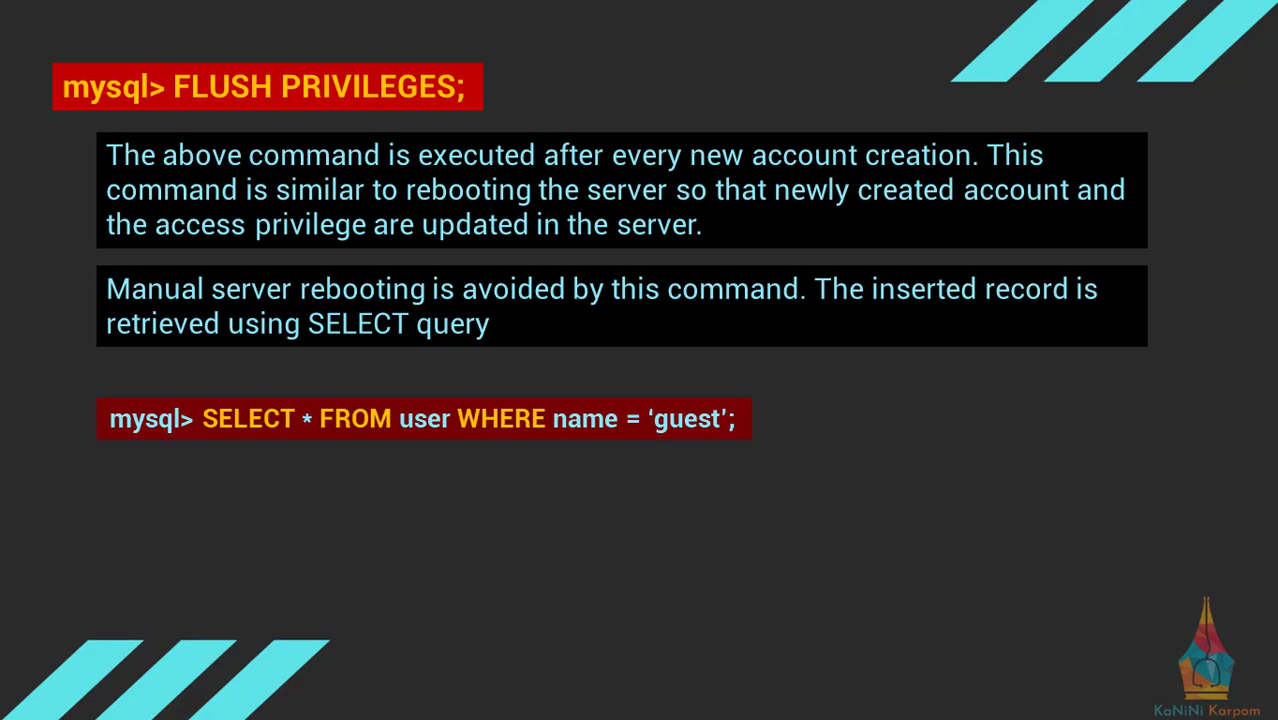 mysql> FLUSH PRIVILEGES;
The above command is executed after every new account creation. This
command is similar to rebooting the server so that newly created account and
the access privilege are updated in the server.
Manual server rebooting is avoided by this command. The inserted record is
retrieved using SELECT query
mysql> SELECT * FROM user WHERE name = ‘guest’;
KaNiNi Karpom